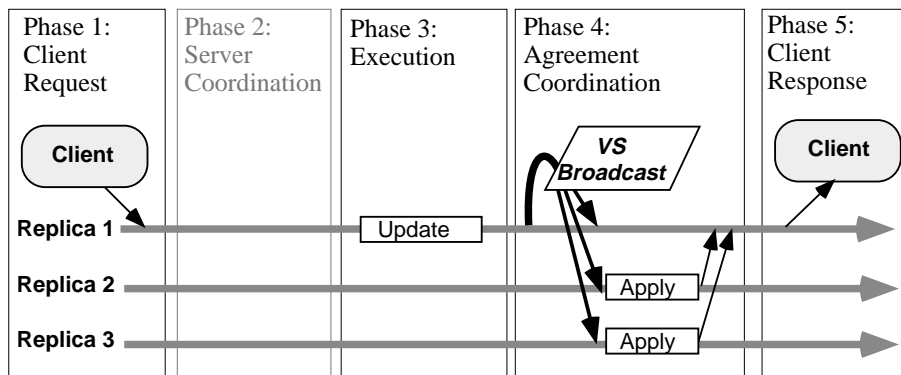 Phase 1:
Client
Request
Phase 2:
Server
Coordination
Phase 3:
Execution
Phase 4:
Agreement
Coordination
Phase 5:
Client
Response
Client
VS
Broadcast
Client
Replica 1
Update
Replica 2
Apply
Replica 3
Apply